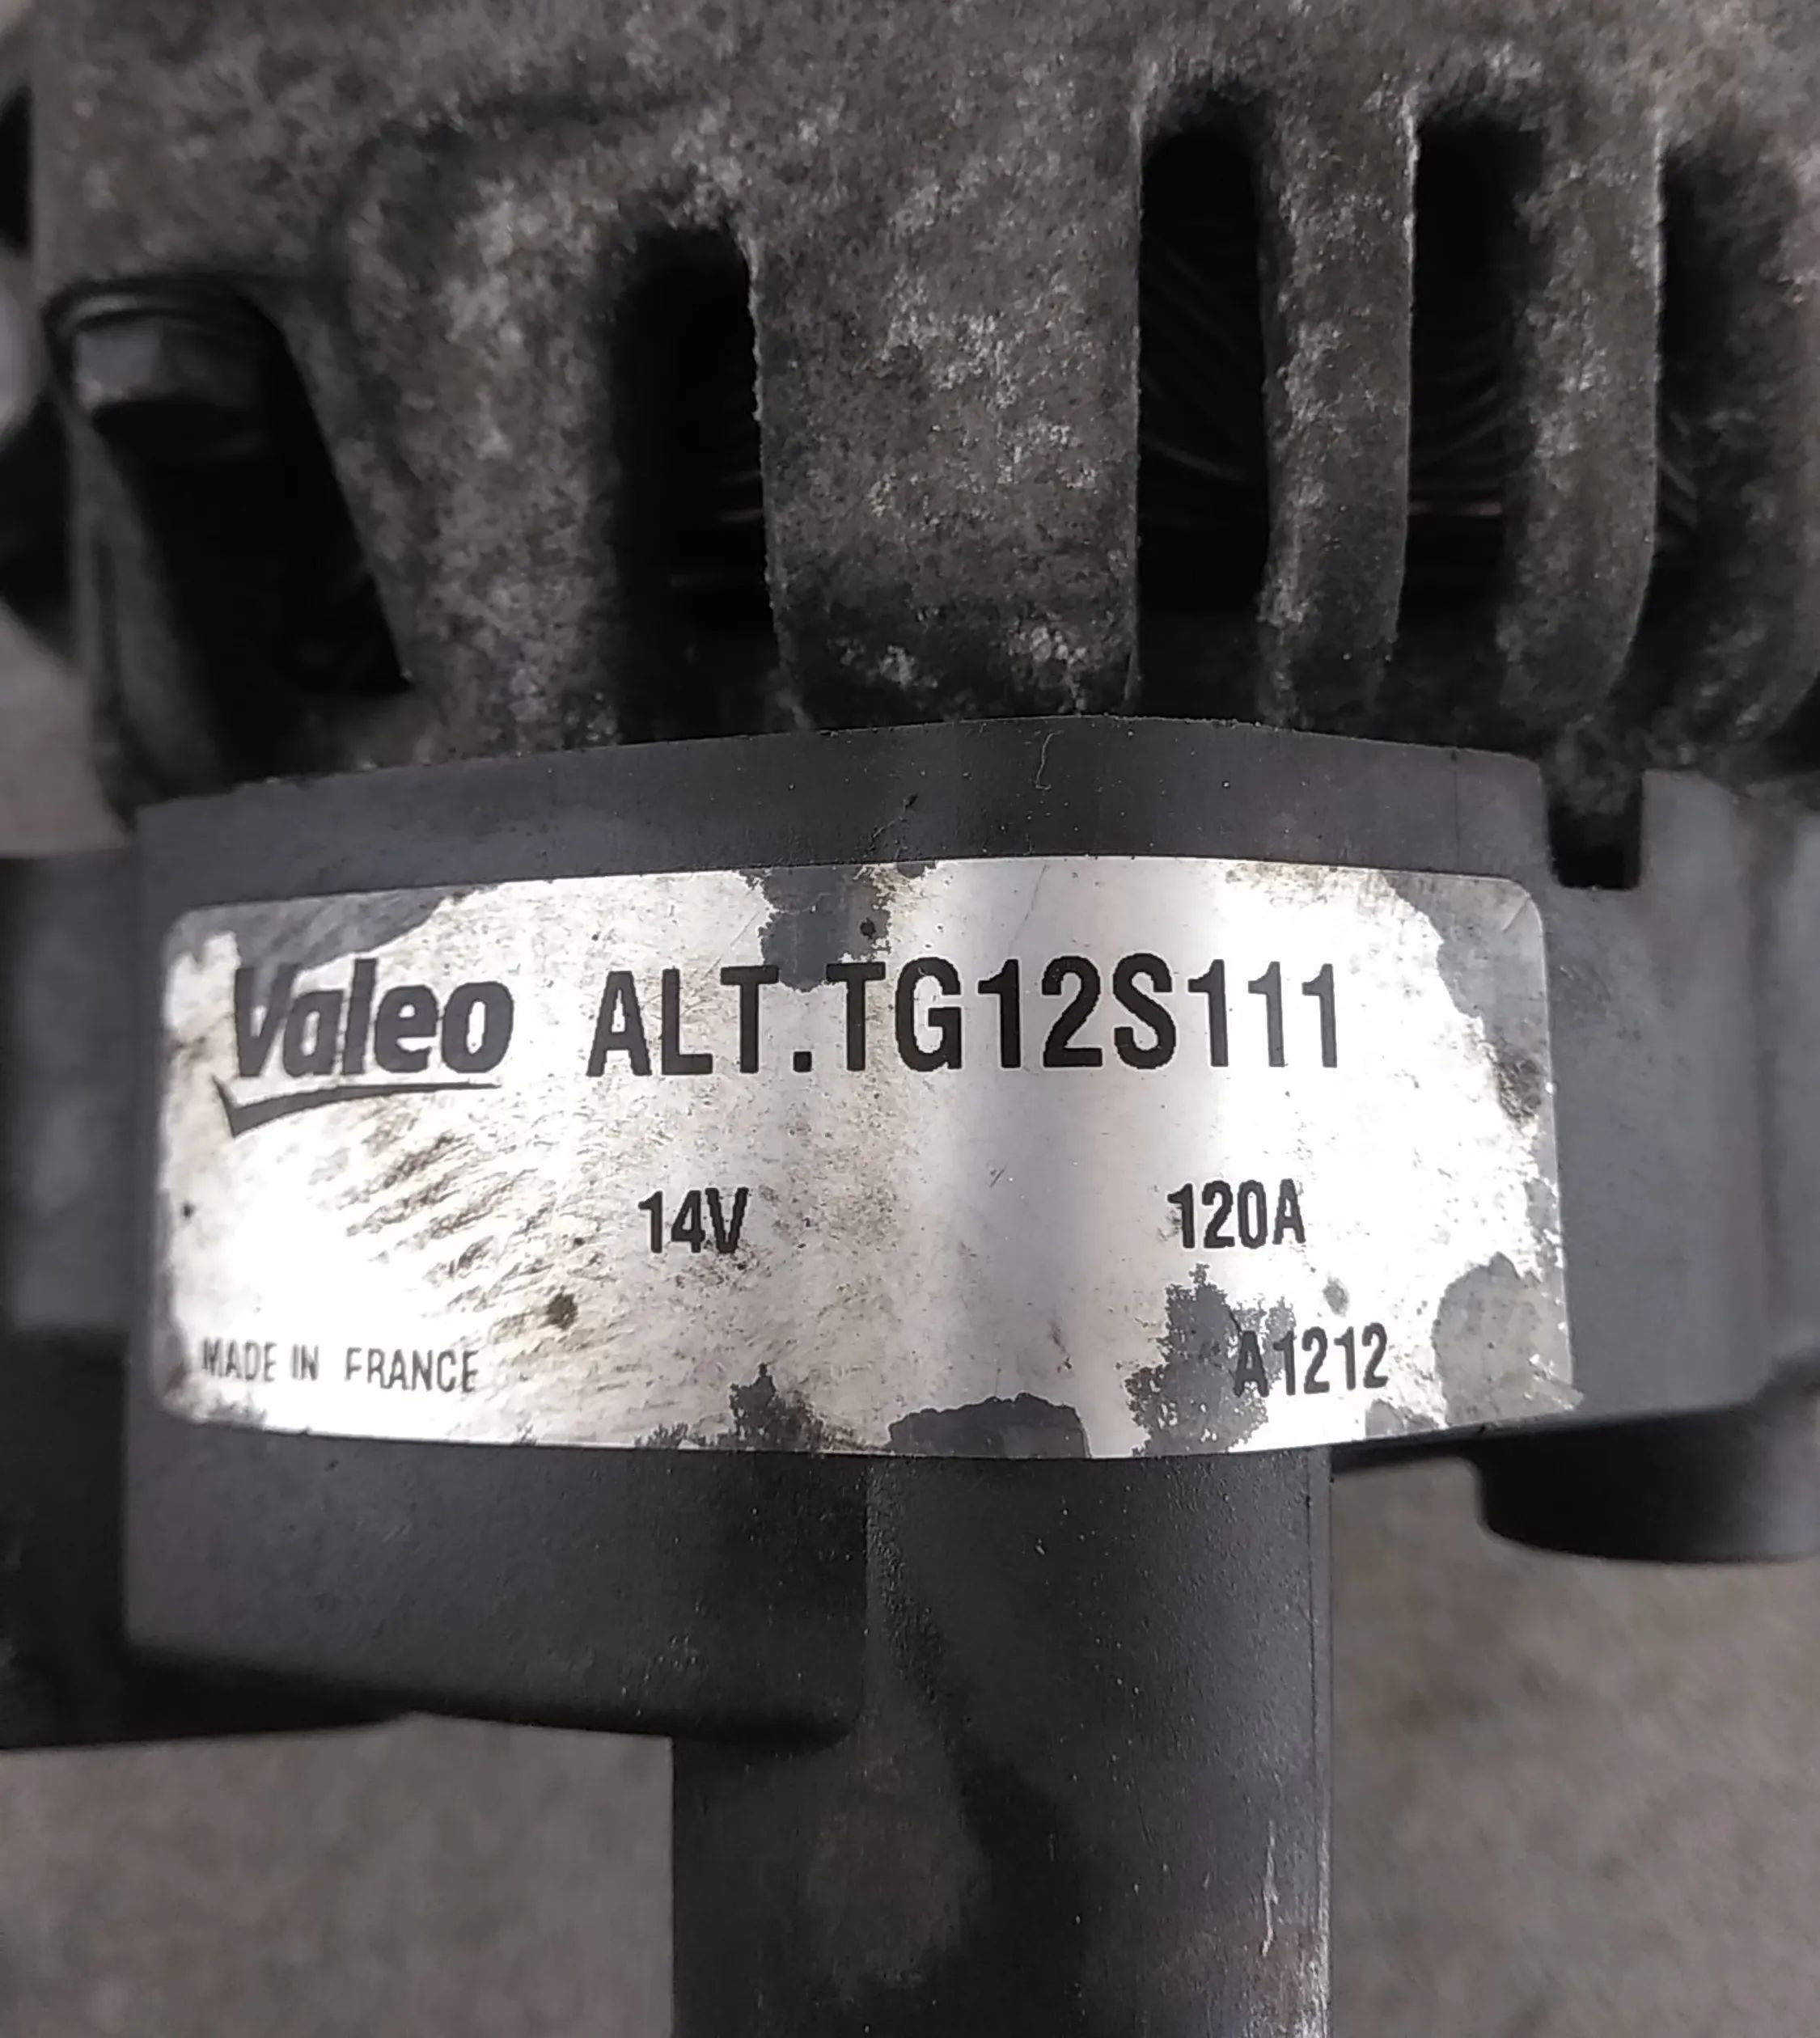 Valeo ALT.TG12S111
14V 120A
MADE IN FRANCE A1212